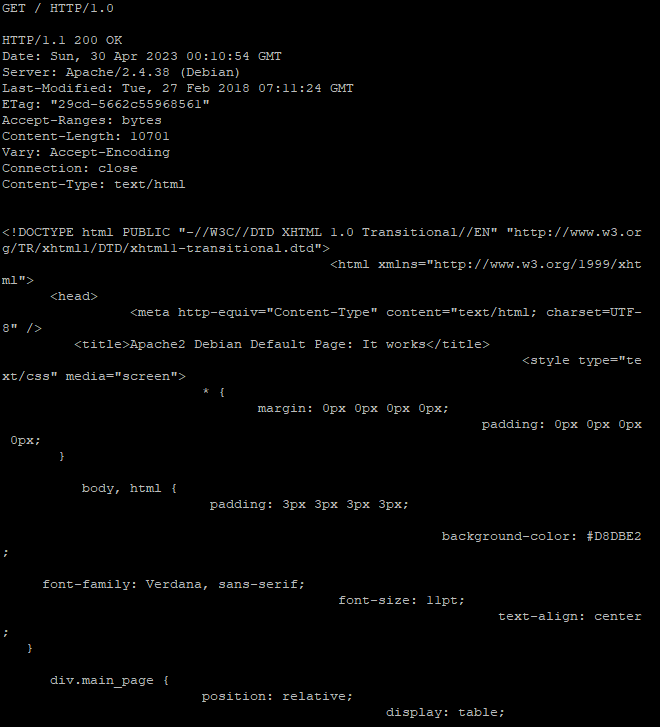 GET / HTTP/1.0
HTTP/1.1 200 OK
Date: Sun, 30 Apr 2023 00:10:54 GMT
Server: Apache/2.4.38 (Debian)
Last-Modified: Tue, 27 Feb 2018 07:11:24 GMT
ETag: "29cd-5662c55968561"
Accept-Ranges: bytes
Content-Length: 10701
Vary: Accept-Encoding
Connection: close
Content-Type: text/html
<!DOCTYPE html PUBLIC "-//W3C//DTD XHTML 1.0 Transitional//EN" "http://www.w3.or
g/TR/xhtml1/DTD/xhtml1-transitional.dtd">
<html xmlns="http://www.w3.org/1999/xht
ml">
<head>
<meta http-equiv="Content-Type" content="text/html; charset=UTF-
8" />
<title>Apache2 Debian Default Page: It works</title>
<style type="te
xt/css" media="screen">
* {
margin: 0px 0px 0px 0px;
padding: 0px 0px 0px
0px;
}
body, html {
padding: 3px 3px 3px 3px;
background-color: #D8DBE2
;
font-family: Verdana, sans-serif;
font-size: 11pt;
text-align: center
;
}
div.main_page {
position: relative;
display: table;